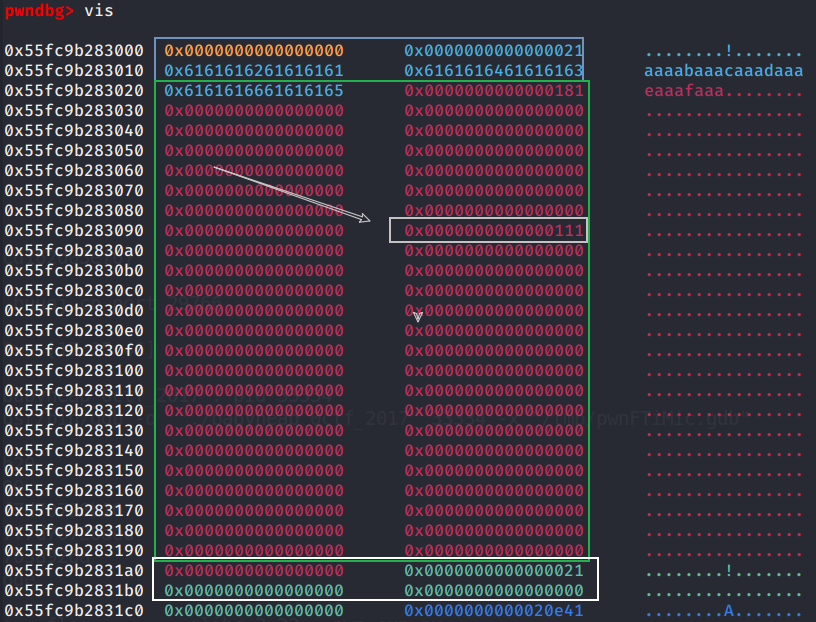 pwndbg> vis
0x55fc9b283000 0x0000000000000000 0x0000000000000021 ........!.......
0x55fc9b283010 0x6161616261616161 0x6161616461616163 aaaabaaacaaadaaa
0x55fc9b283020 0x6161616661616165 0x0000000000000181 eaaafaaa........
0x55fc9b283030 0x0000000000000000 0x0000000000000000 ................
0x55fc9b283040 0x0000000000000000 0x0000000000000000 ................
0x55fc9b283050 0x0000000000000000 0x0000000000000000 ................
0x55fc9b283060 0x0000000000000000 0x0000000000000000 ................
0x55fc9b283070 0x0000000000000000 0x0000000000000000 ................
0x55fc9b283080 0x0000000000000000 0x0000000000000000 ................
0x55fc9b283090 0x0000000000000000 0x0000000000000111 ................
0x55fc9b2830a0 0x0000000000000000 0x0000000000000000 ................
0x55fc9b2830b0 0x0000000000000000 0x0000000000000000 ................
0x55fc9b2830c0 0x0000000000000000 0x0000000000000000 ................
0x55fc9b2830d0 0x0000000000000000 0x0000000000000000 ................
0x55fc9b2830e0 0x0000000000000000 0x0000000000000000 ................
0x55fc9b2830f0 0x0000000000000000 0x0000000000000000 ................
0x55fc9b283100 0x0000000000000000 0x0000000000000000 ................
0x55fc9b283110 0x0000000000000000 0x0000000000000000 ................
0x55fc9b283120 0x0000000000000000 0x0000000000000000 ................
0x55fc9b283130 0x0000000000000000 0x0000000000000000 ................
0x55fc9b283140 0x0000000000000000 0x0000000000000000 ................
0x55fc9b283150 0x0000000000000000 0x0000000000000000 ................
0x55fc9b283160 0x0000000000000000 0x0000000000000000 ................
0x55fc9b283170 0x0000000000000000 0x0000000000000000 ................
0x55fc9b283180 0x0000000000000000 0x0000000000000000 ................
0x55fc9b283190 0x0000000000000000 0x0000000000000000 ................
0x55fc9b2831a0 0x0000000000000000 0x0000000000000021 ........!.......
0x55fc9b2831b0 0x0000000000000000 0x0000000000000000 ................
0x55fc9b2831c0 0x0000000000000000 0x0000000000020e41 ........A.......